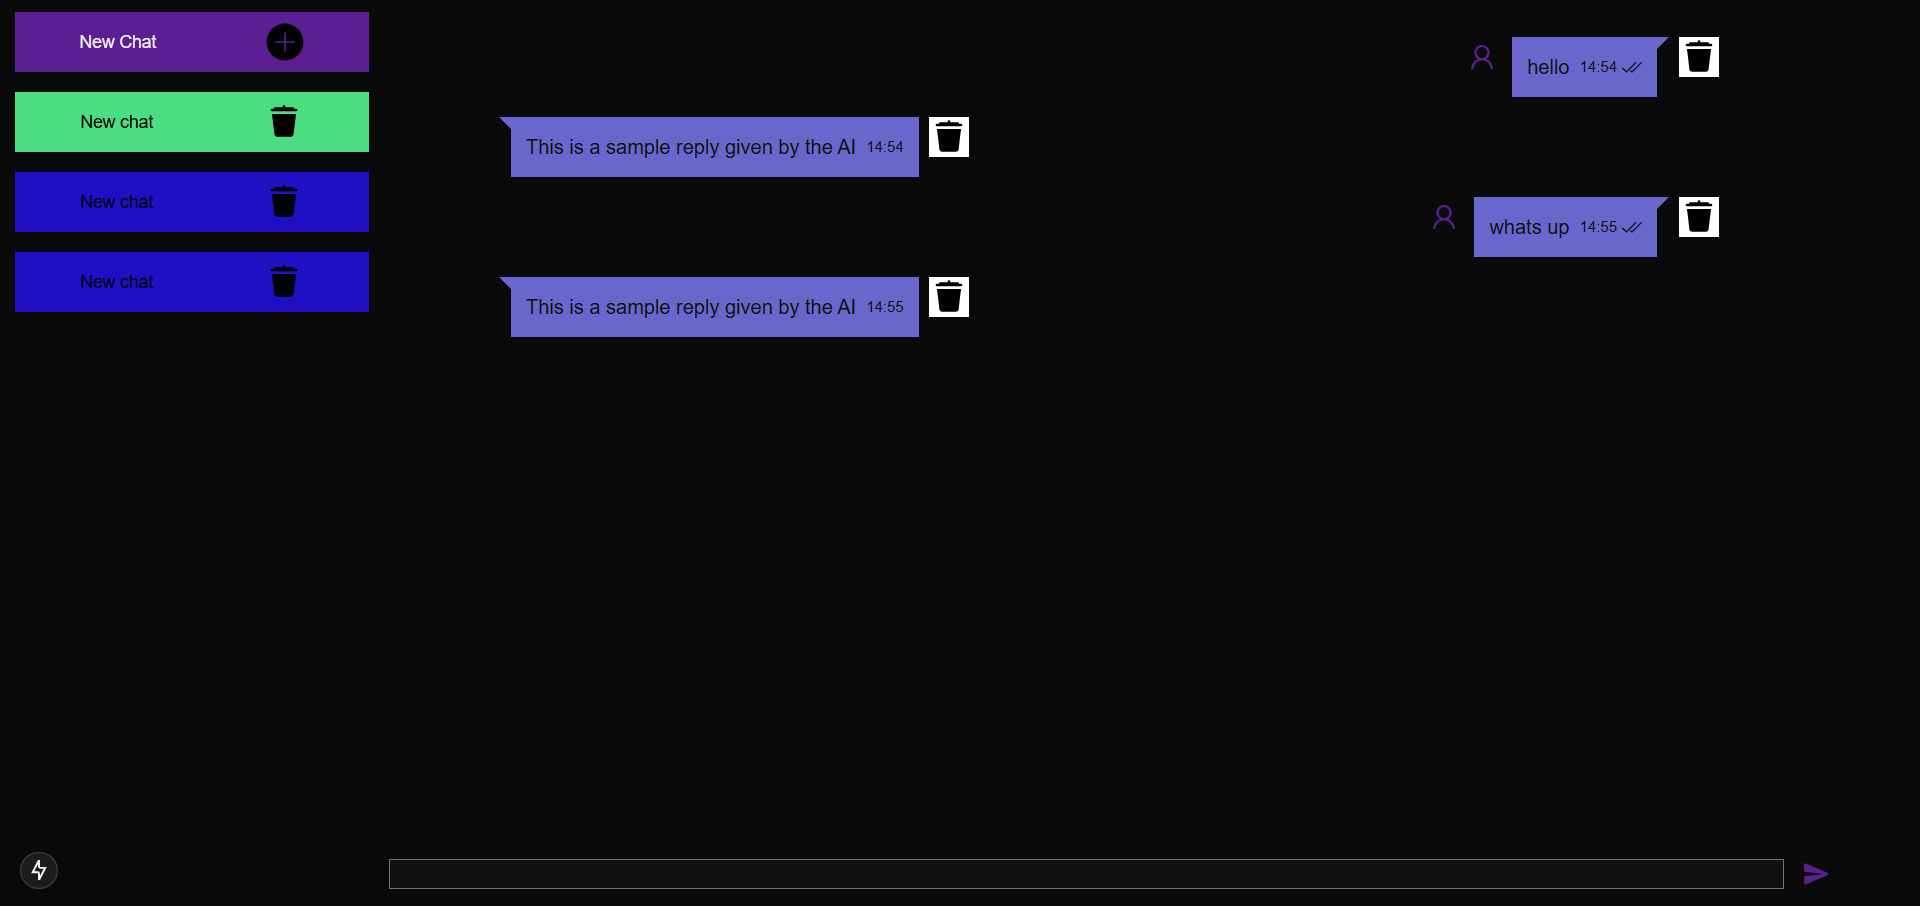 New Chat
New chat
New chat
New chat
hello 14:54
This is a sample reply given by the AI 14:54
whats up 14:55
This is a sample reply given by the AI 14:55